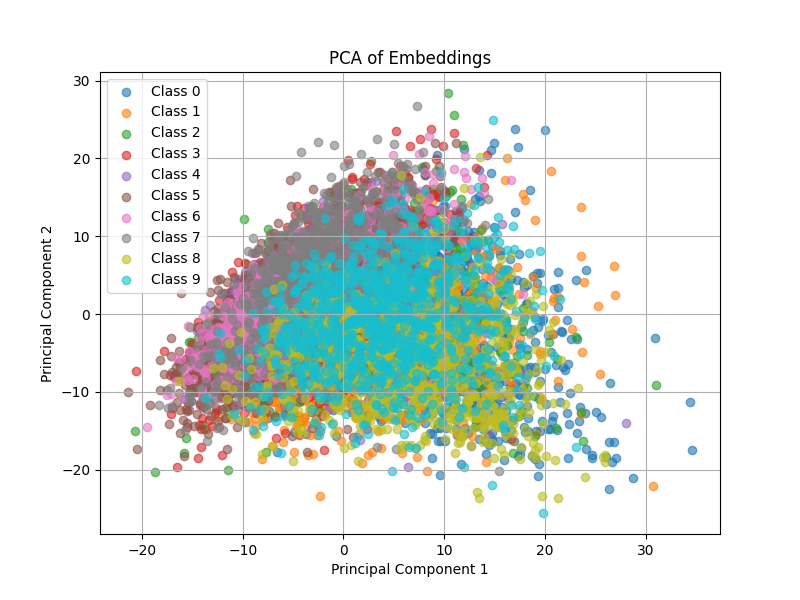 PCA of Embeddings
Class 0
Class 1
Class 2
Class 3
Class 4
Class 5
Class 6
Class 7
Class 8
Class 9
30
20
10
0
−10
−20
Principal Component 2
−20 −10 0 10 20 30
Principal Component 1